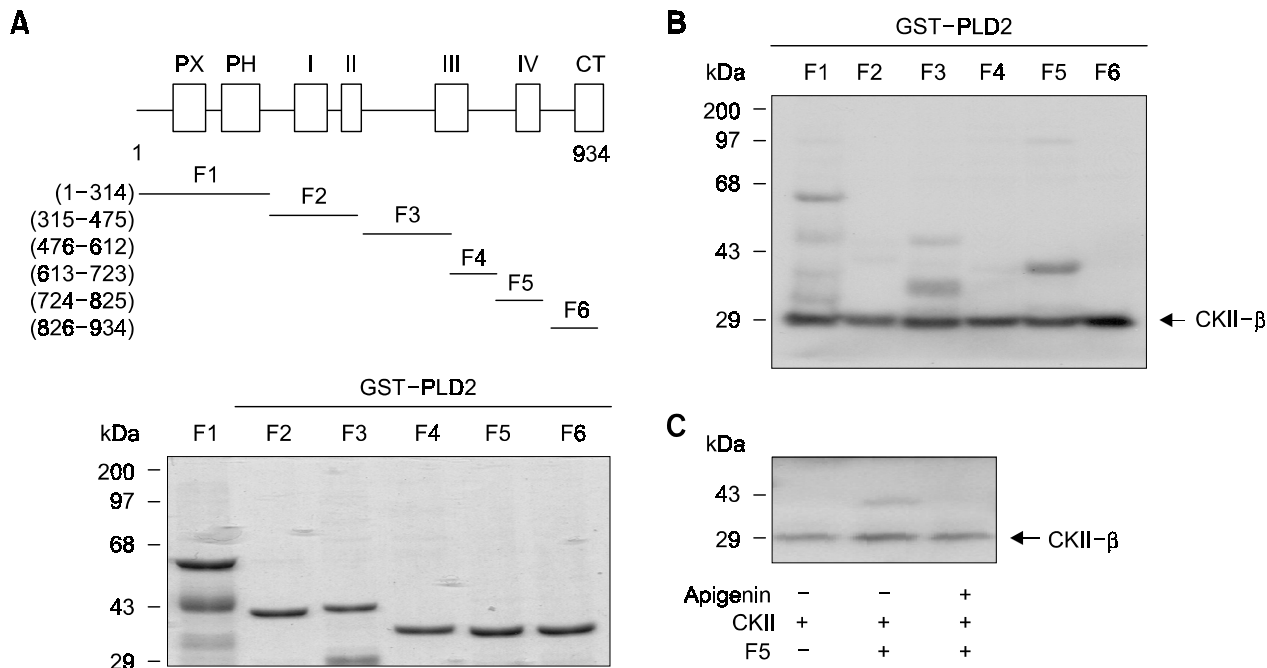 A
PX PH I II III IV CT
1 934
(1−314) F1
(315−475) F2
(476−612) F3
(613−723) F4
(724−825) F5
(826−934) F6
GST−PLD2
kDa F1 F2 F3 F4 F5 F6
200
97
68
43
29
B
GST−PLD2
kDa F1 F2 F3 F4 F5 F6
200
97
68
43
29 CKII−β
C
kDa
43
29 CKII−β
Apigenin − − +
CKII + + +
F5 − + +